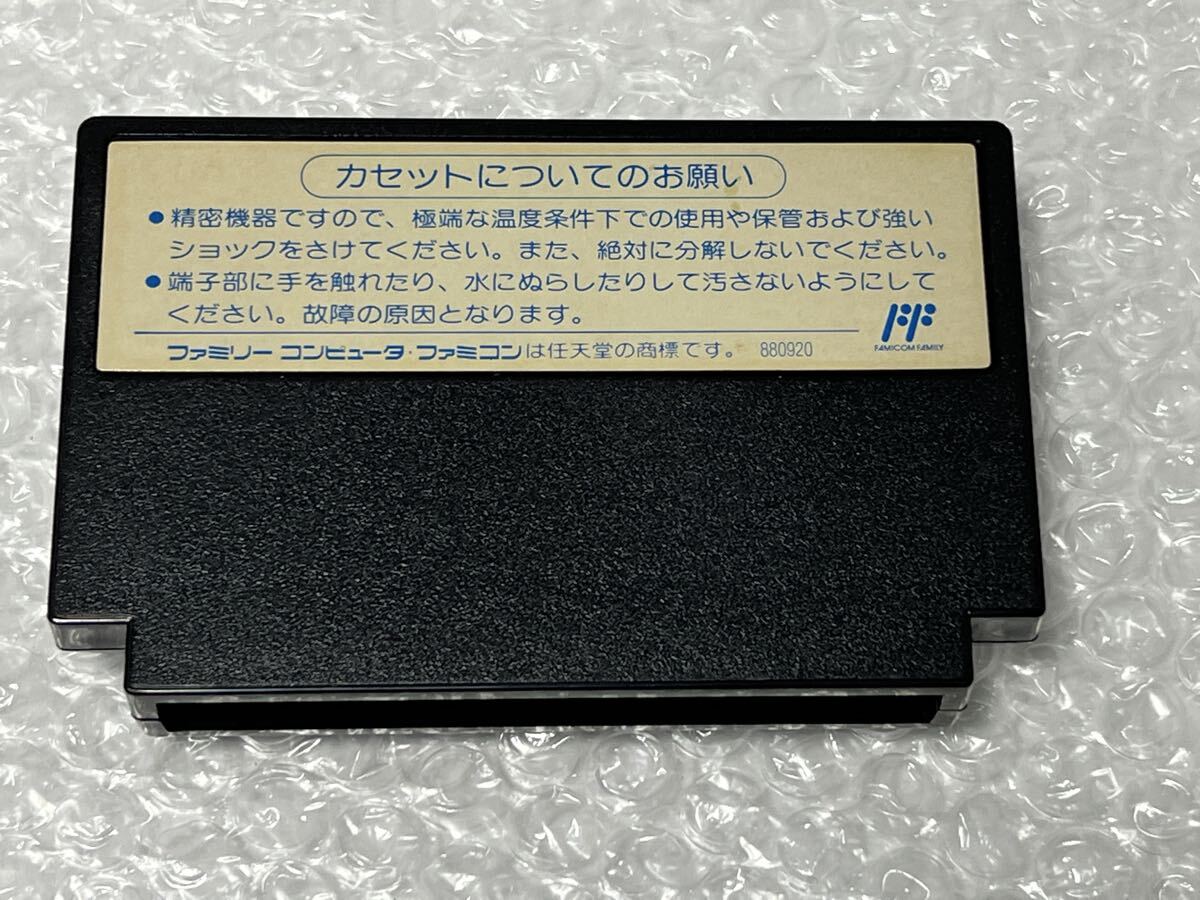 カセットについてのお願い
●精密機器ですので、極端な温度条件下での使用や保管および強い
ショックをさけてください。また、絶対に分解しないでください。
●端子部に手を触れたり、水にぬらしたりして汚さないようにして
ください。故障の原因となります。
FF
FAMICOM FAMILY
ファミリー コンピュータ・ファミコンは任天堂の商標です。 880920